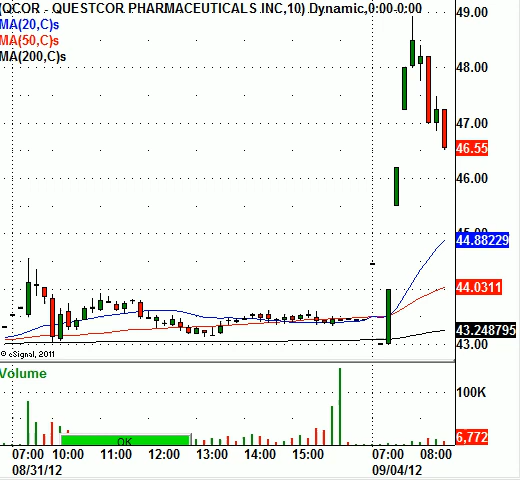 (QCOR - QUESTCOR PHARMACEUTICALS INC,10) Dynamic,0:00-0:00
MA(20,C)s
MA(50,C)s
MA(200,C)s
49.00
48.00
47.00
46.55
46.00
45.00
44.88229
44.0311
43.248795
43.00
© eSignal, 2011
Volume
100K
6,772
OK
07:00 10:00 11:00 12:00 13:00 14:00 15:00 07:00 08:00
08/31/12 09/04/12